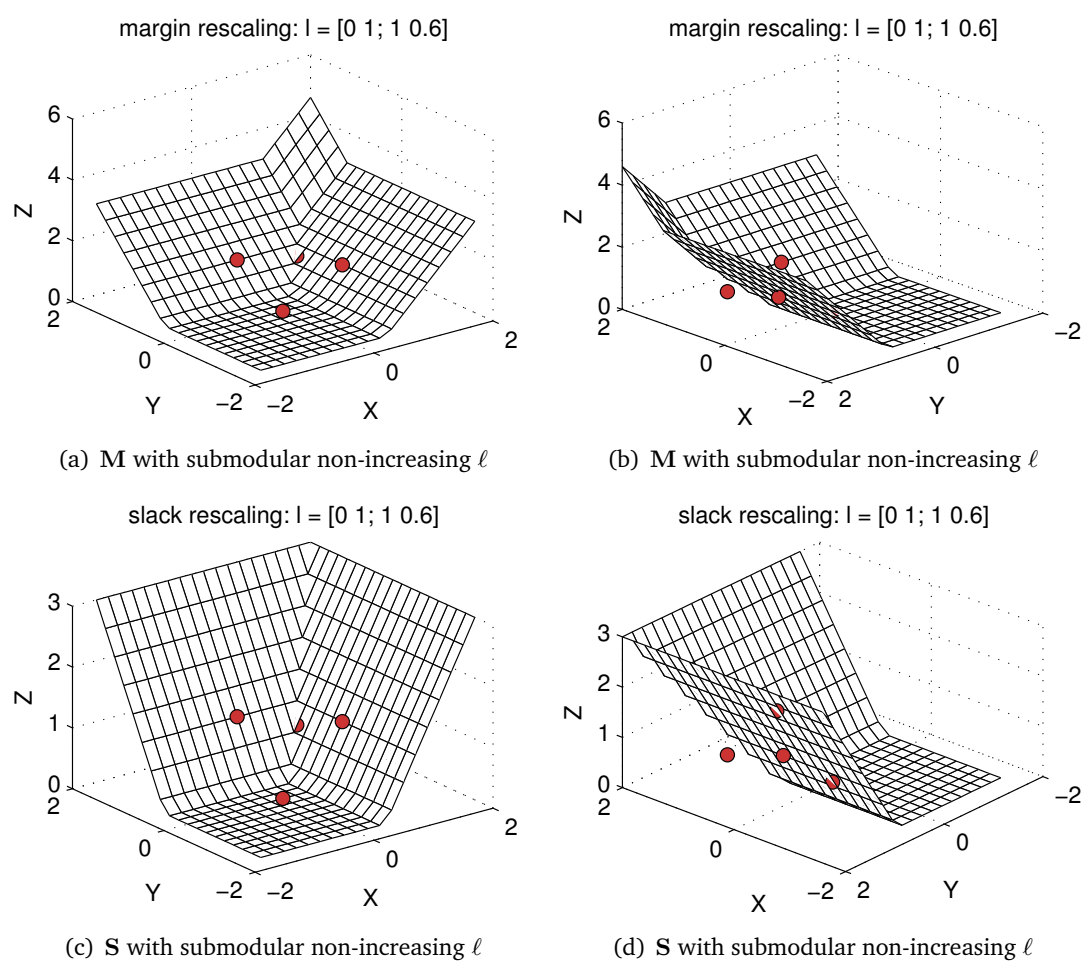 margin rescaling: l = [0 1; 1 0.6]
6
4
2
0
Z
2
0
−2
Y
−2
0
2
X
(a) M with submodular non-increasing ℓ
margin rescaling: l = [0 1; 1 0.6]
6
4
2
0
Z
2
0
−2
X
2
0
−2
Y
(b) M with submodular non-increasing ℓ
slack rescaling: l = [0 1; 1 0.6]
3
2
1
0
Z
2
0
−2
Y
−2
0
2
X
(c) S with submodular non-increasing ℓ
slack rescaling: l = [0 1; 1 0.6]
3
2
1
0
Z
2
0
−2
X
2
0
−2
Y
(d) S with submodular non-increasing ℓ